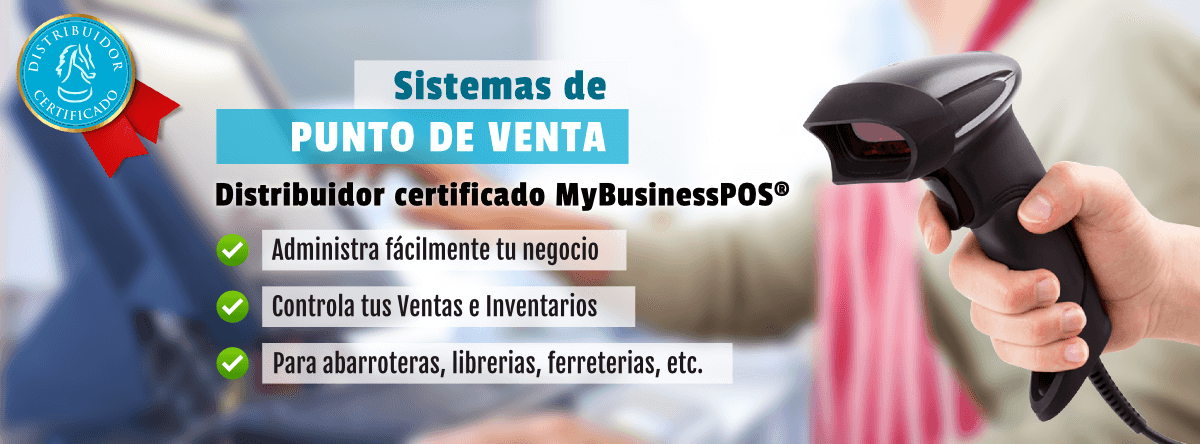 DISTRIBUIDOR
CERTIFICADO
Sistemas de
PUNTO DE VENTA
Distribuidor certificado MyBusinessPOS®
Administra fácilmente tu negocio
Controla tus Ventas e Inventarios
Para abarroteras, librerias, ferreterias, etc.